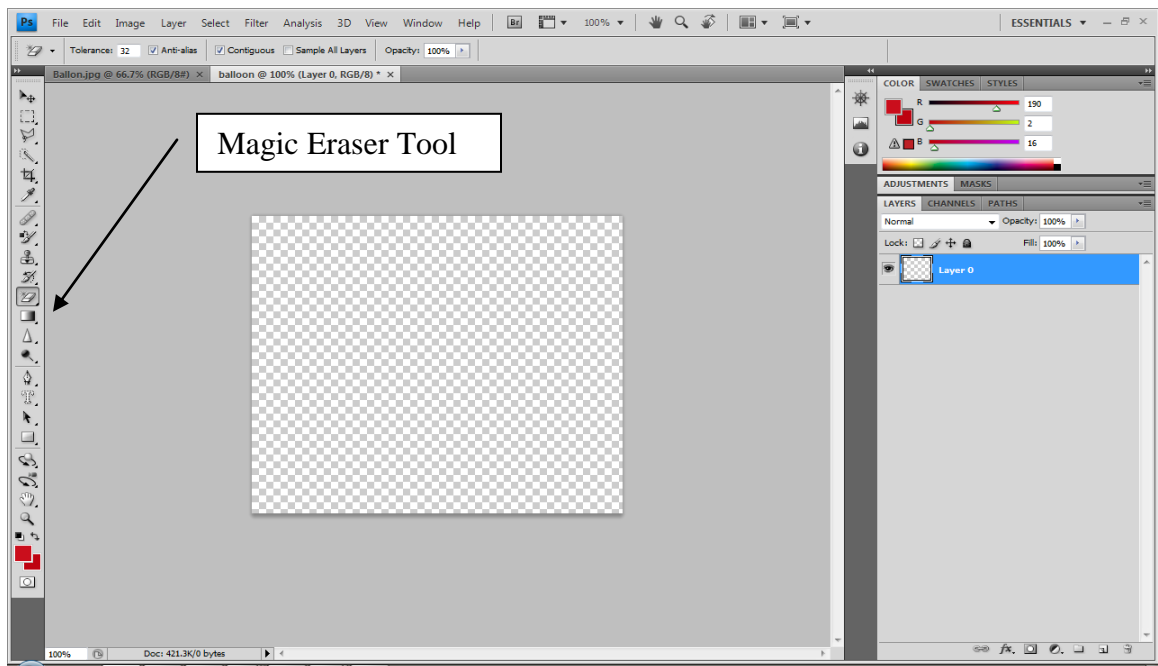 Ps File Edit Image Layer Select Filter Analysis 3D View Window Help Br 100% ESSENTIALS
Tolerance: 32 Anti-alias Contiguous Sample All Layers Opacity: 100%
Ballon.jpg @ 66.7% (RGB/8#) × balloon @ 100% (Layer 0, RGB/8) * ×
Magic Eraser Tool
COLOR SWATCHES STYLES
R 190
G 2
B 16
ADJUSTMENTS MASKS
LAYERS CHANNELS PATHS
Normal Opacity: 100%
Lock: Fill: 100%
Layer 0
100% Doc: 421.3K/0 bytes
fx.